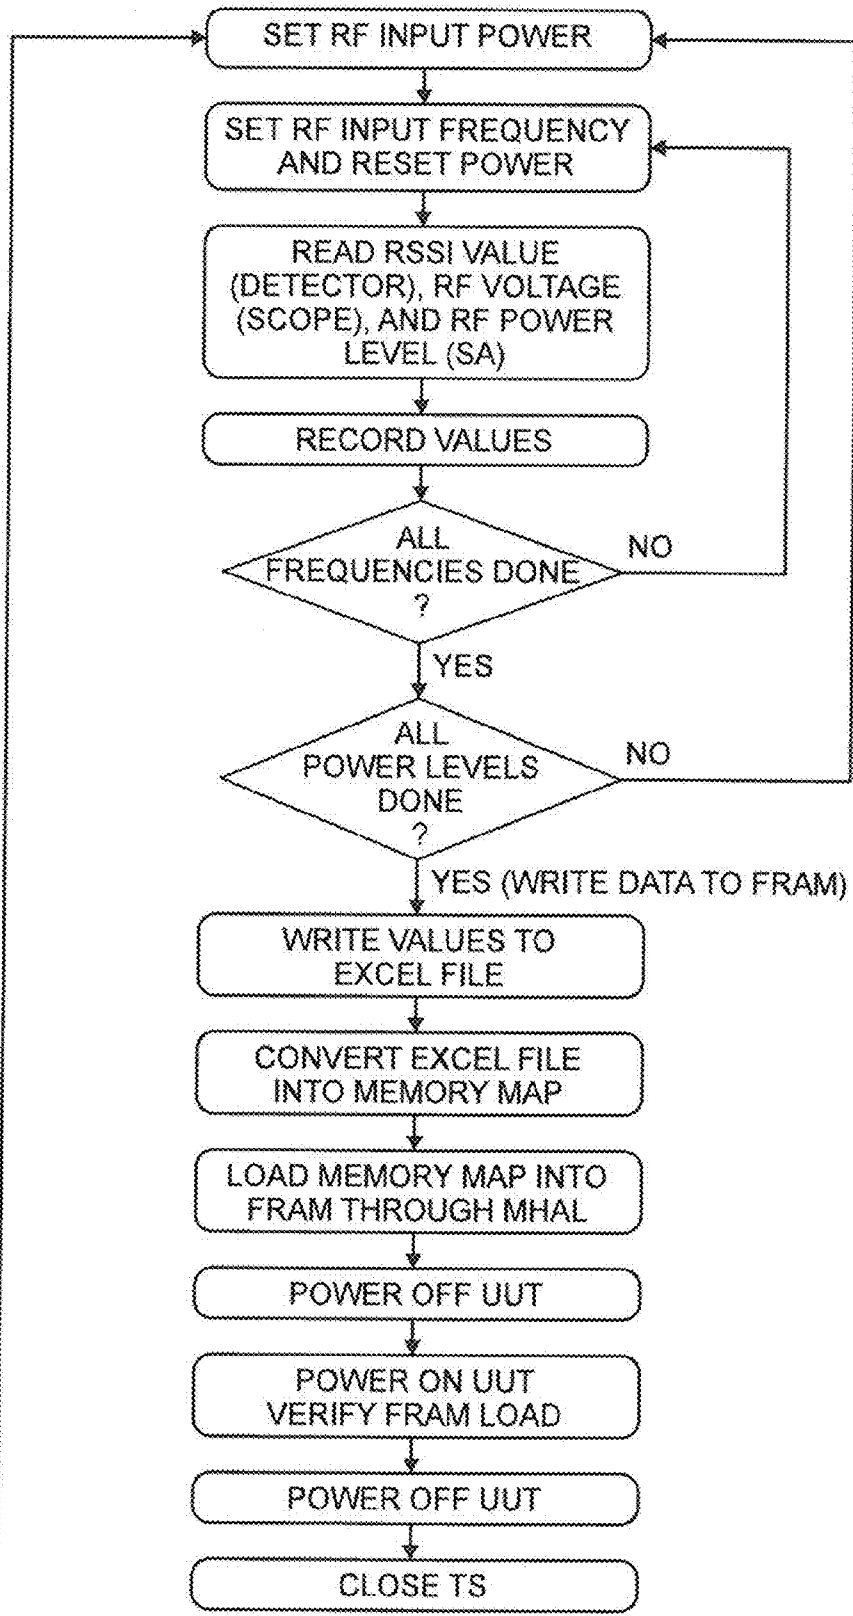 SET RF INPUT POWER
SET RF INPUT FREQUENCY
AND RESET POWER
READ RSSI VALUE
(DETECTOR), RF VOLTAGE
(SCOPE), AND RF POWER
LEVEL (SA)
RECORD VALUES
ALL
FREQUENCIES DONE
?
NO
YES
ALL
POWER LEVELS
DONE
?
NO
YES (WRITE DATA TO FRAM)
WRITE VALUES TO
EXCEL FILE
CONVERT EXCEL FILE
INTO MEMORY MAP
LOAD MEMORY MAP INTO
FRAM THROUGH MHAL
POWER OFF UUT
POWER ON UUT
VERIFY FRAM LOAD
POWER OFF UUT
CLOSE TS